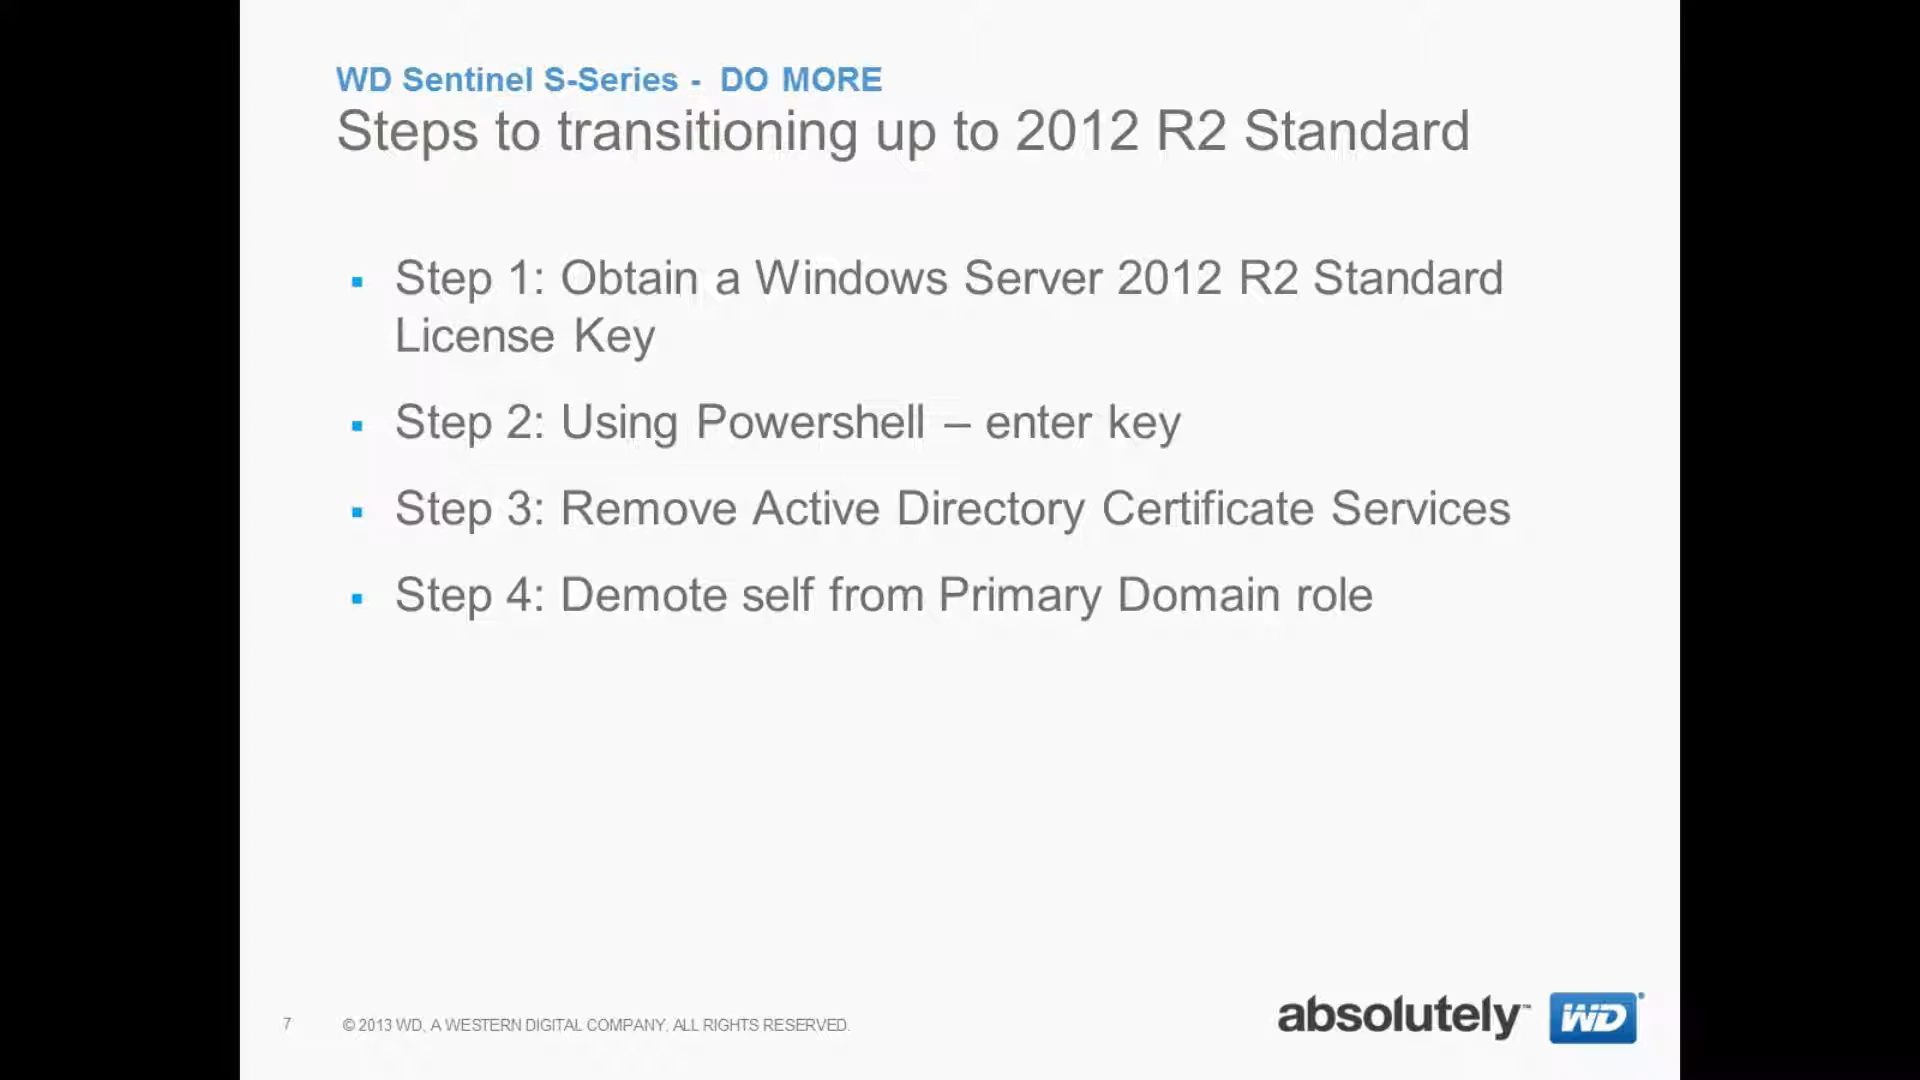 WD Sentinel S-Series - DO MORE
Steps to transitioning up to 2012 R2 Standard
▪ Step 1: Obtain a Windows Server 2012 R2 Standard
License Key
▪ Step 2: Using Powershell – enter key
▪ Step 3: Remove Active Directory Certificate Services
▪ Step 4: Demote self from Primary Domain role
7 © 2013 WD, A WESTERN DIGITAL COMPANY. ALL RIGHTS RESERVED.
absolutely™ WD®